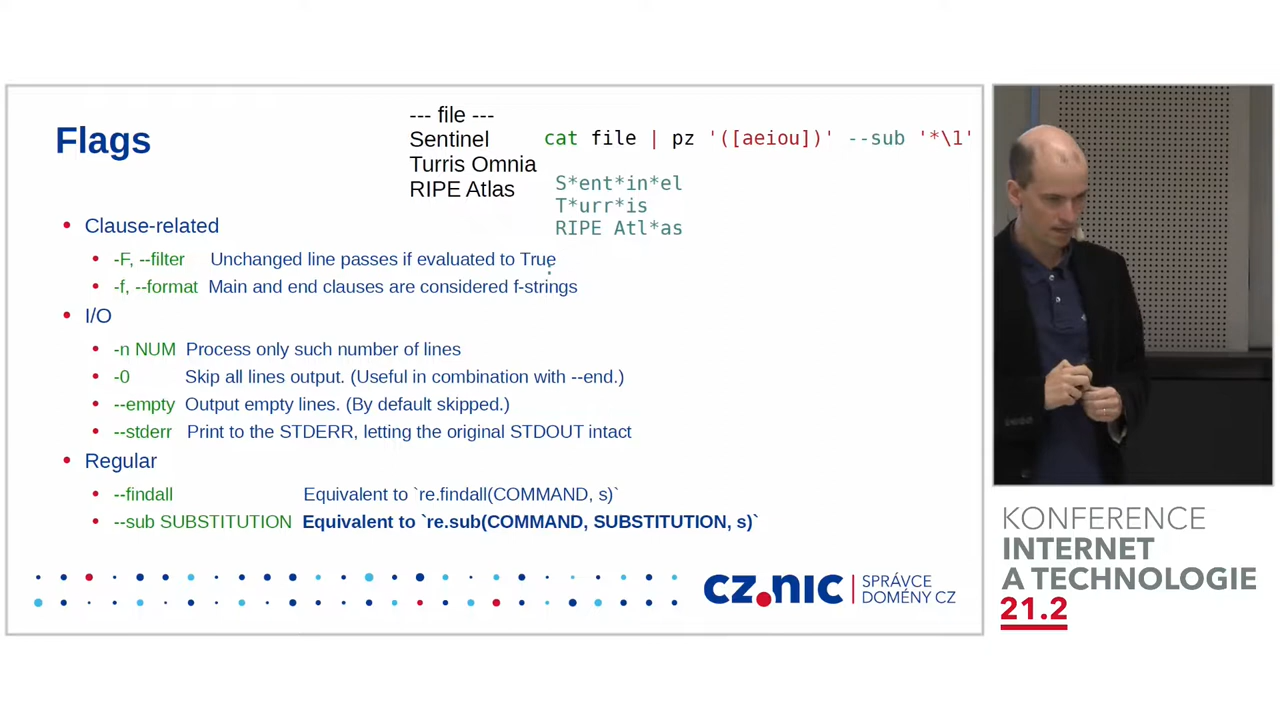 Flags
--- file ---
Sentinel
Turris Omnia
RIPE Atlas
cat file | pz '([aeiou])' --sub '*\1'
S*ent*in*el
T*urr*is
RIPE Atl*as
• Clause-related
• -F, --filter Unchanged line passes if evaluated to True
• -f, --format Main and end clauses are considered f-strings
• I/O
• -n NUM Process only such number of lines
• -0 Skip all lines output. (Useful in combination with --end.)
• --empty Output empty lines. (By default skipped.)
• --stderr Print to the STDERR, letting the original STDOUT intact
• Regular
• --findall Equivalent to `re.findall(COMMAND, s)`
• --sub SUBSTITUTION Equivalent to `re.sub(COMMAND, SUBSTITUTION, s)`
CZ.NIC
SPRÁVCE
DOMÉNY CZ
KONFERENCE
INTERNET
A TECHNOLOGIE
21.2